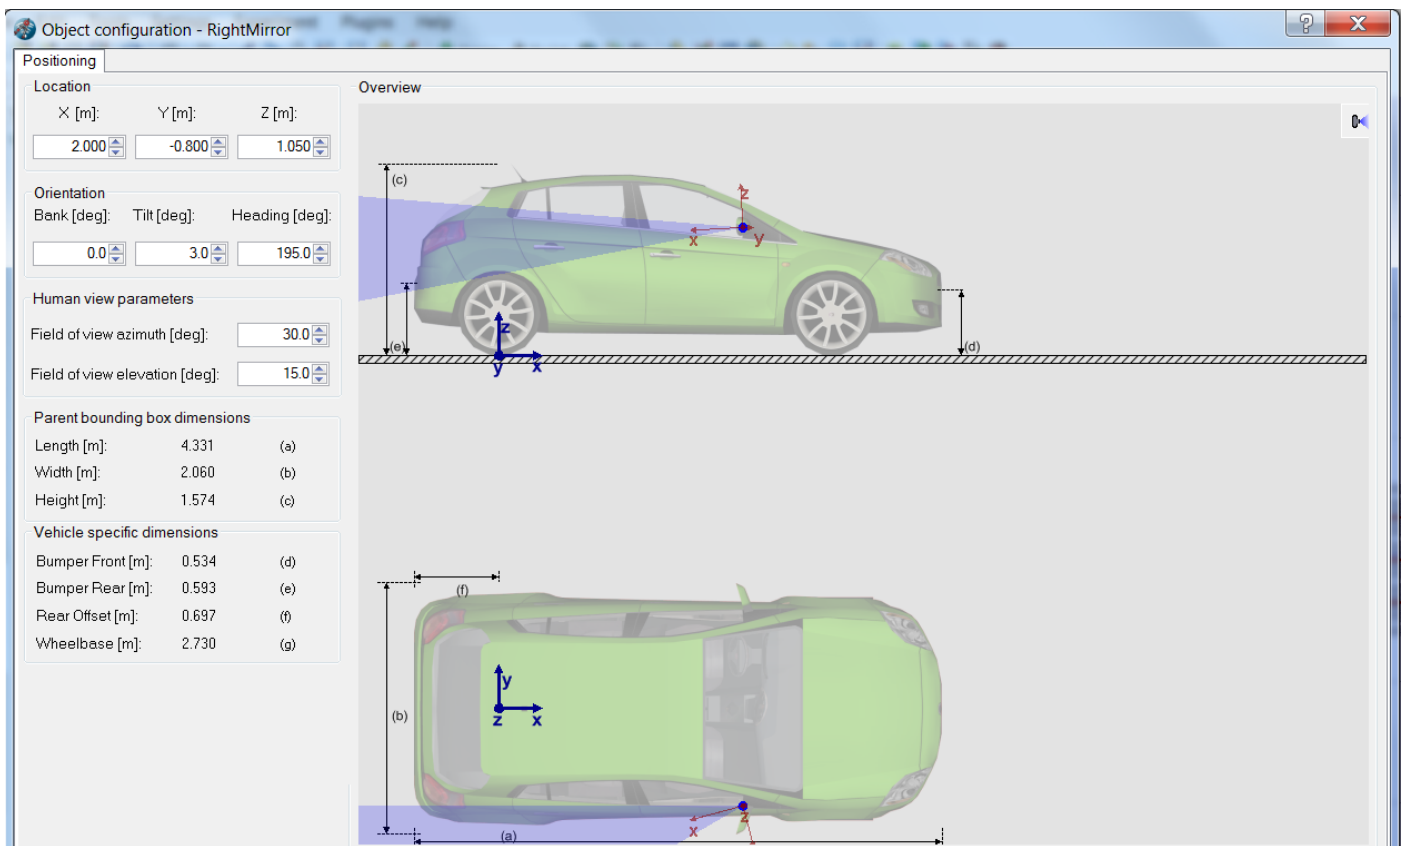 Object configuration - RightMirror
Positioning
Location
X [m]: Y [m]: Z [m]:
2.000 -0.800 1.050
Orientation
Bank [deg]: Tilt [deg]: Heading [deg]:
0.0 3.0 195.0
Human view parameters
Field of view azimuth [deg]: 30.0
Field of view elevation [deg]: 15.0
Parent bounding box dimensions
Length [m]: 4.331 (a)
Width [m]: 2.060 (b)
Height [m]: 1.574 (c)
Vehicle specific dimensions
Bumper Front [m]: 0.534 (d)
Bumper Rear [m]: 0.593 (e)
Rear Offset [m]: 0.697 (f)
Wheelbase [m]: 2.730 (g)
Overview
(c)
z
x y
z
(e) (d)
y x
(f)
y
(b) z x
z
x
(a)